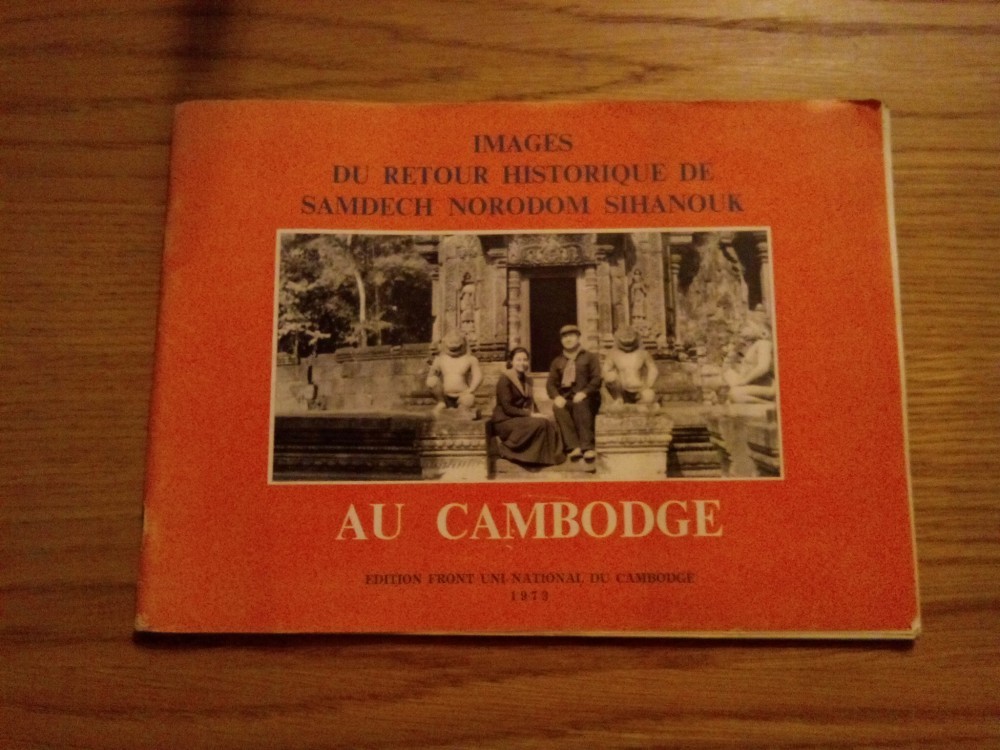 IMAGES
DU RETOUR HISTORIQUE DE
SAMDECH NORODOM SIHANOUK
AU CAMBODGE
EDITION FRONT UNI NATIONAL DU CAMBODGE
1973